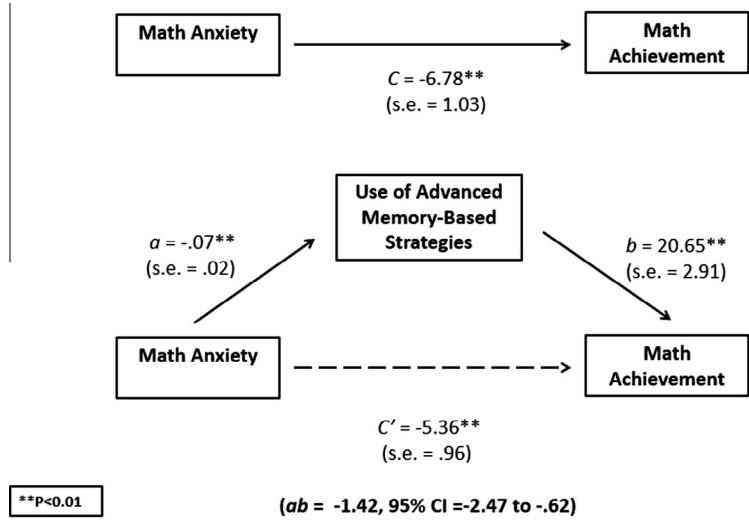 Math Anxiety
Math
Achievement
C = -6.78**
(s.e. = 1.03)
Use of Advanced
Memory-Based
Strategies
a = -.07**
(s.e. = .02)
b = 20.65**
(s.e. = 2.91)
Math Anxiety
Math
Achievement
C′ = -5.36**
(s.e. = .96)
**P<0.01
(ab = -1.42, 95% CI =-2.47 to -.62)